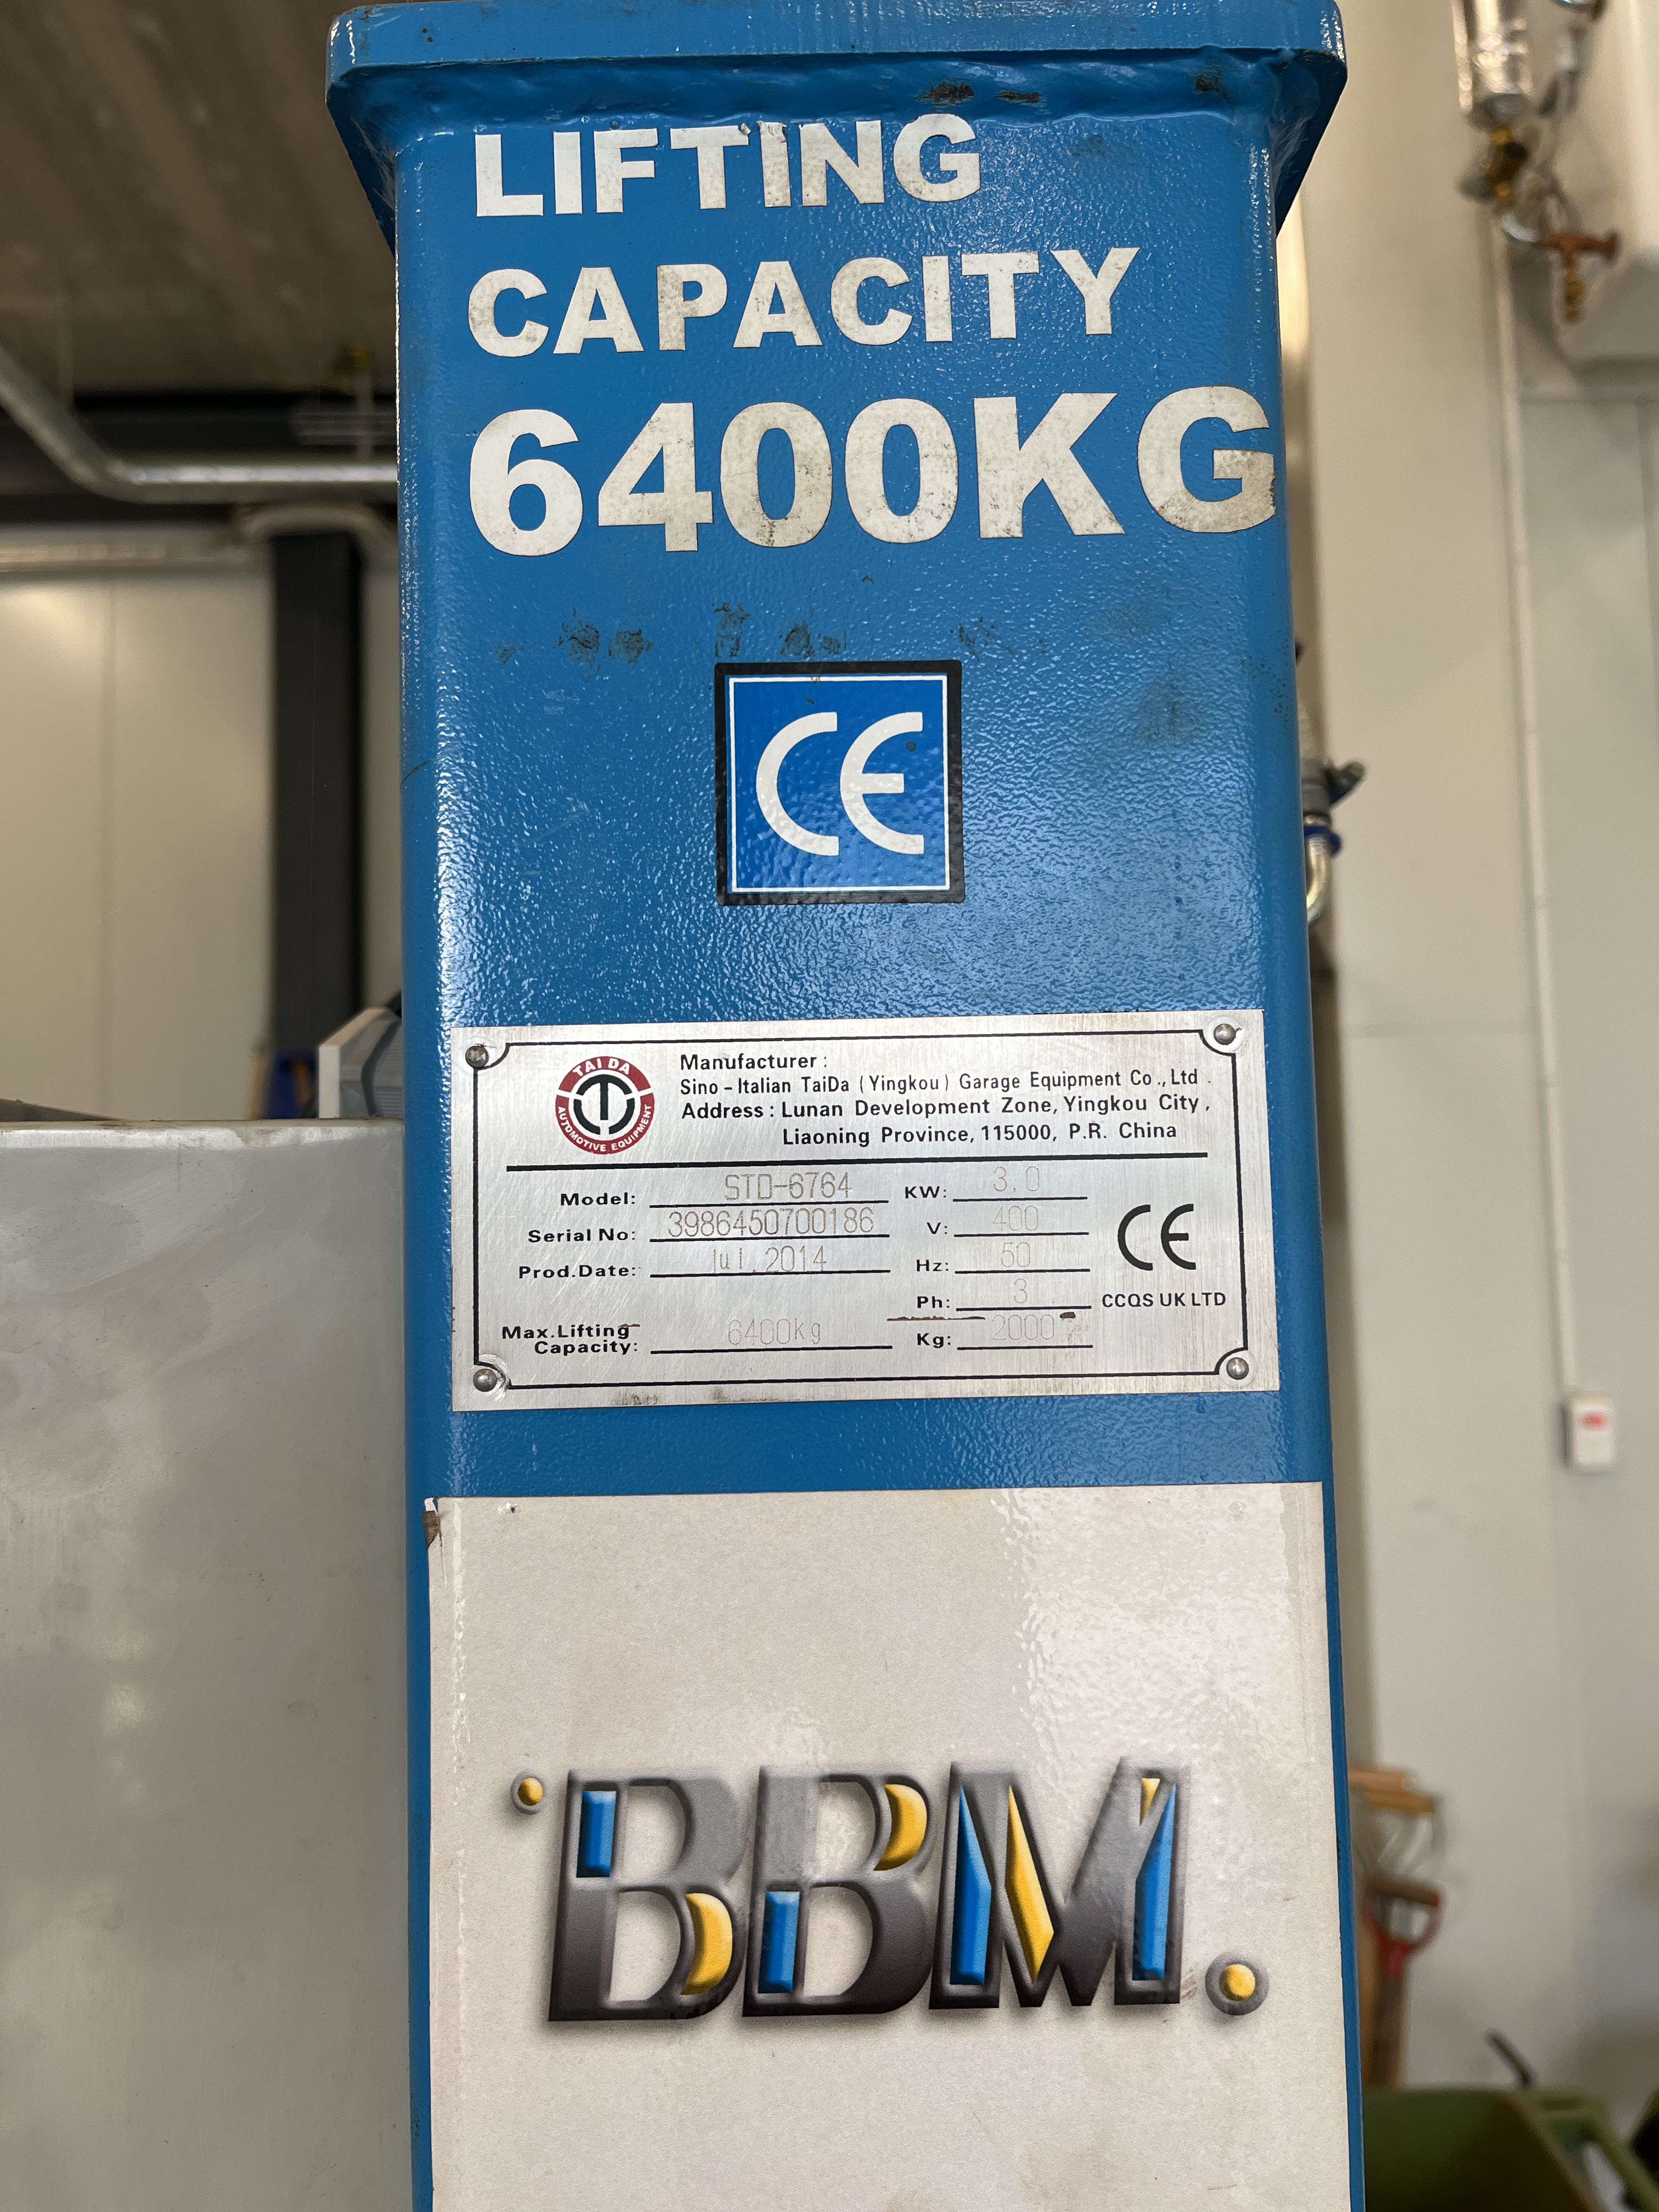 LIFTING
CAPACITY
6400KG
CE
TAI DA
AUTOMOTIVE EQUIPMENT
Manufacturer :
Sino - Italian TaiDa ( Yingkou ) Garage Equipment Co ., Ltd .
Address : Lunan Development Zone, Yingkou City ,
Liaoning Province, 115000, P.R. China
Model: STD-6764 KW: 3.0
Serial No: 3986450700186 V: 400
Prod.Date: Jul.2014 Hz: 50
Ph: 3
CE
CCQS UK LTD
Max.Lifting Capacity: 6400kg Kg: 2000
BBM